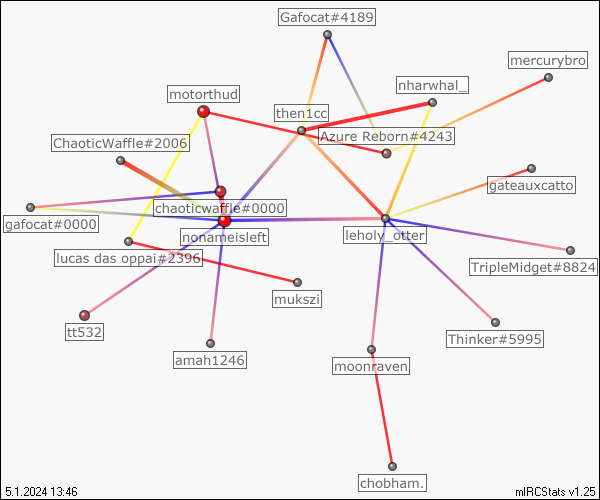 Gafocat#4189
mercurybro
nharwhal_
motorthud
then1cc
Azure Reborn#4243
ChaoticWaffle#2006
gateauxcatto
chaoticwaffle#0000
gafocat#0000
nonameisleft
leholy_otter
lucas das oppai#2396
TripleMidget#8824
mukszi
tt532
Thinker#5995
amah1246
moonraven
chobham.
5.1.2024 13:46
mIRCStats v1.25